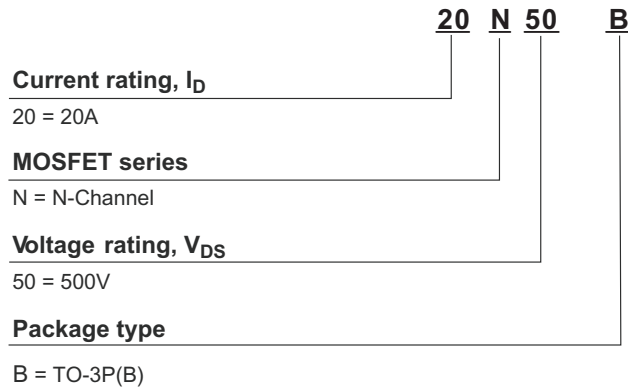 20 N 50 B
Current rating, ID
20 = 20A
MOSFET series
N = N-Channel
Voltage rating, VDS
50 = 500V
Package type
B = TO-3P(B)